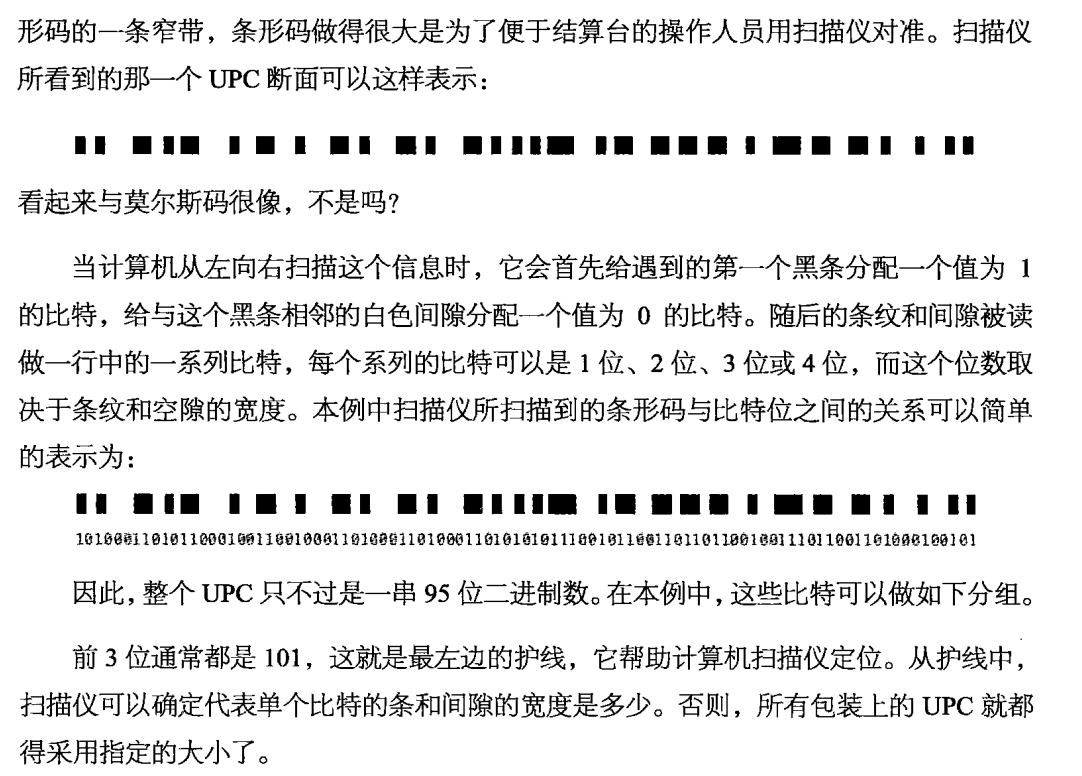 形码的一条窄带，条形码做得很大是为了便于结算台的操作人员用扫描仪对准。扫描仪
所看到的那一个 UPC 断面可以这样表示：
看起来与莫尔斯码很像，不是吗？
当计算机从左向右扫描这个信息时，它会首先给遇到的第一个黑条分配一个值为 1
的比特，给与这个黑条相邻的白色间隙分配一个值为 0 的比特。随后的条纹和间隙被读
做一行中的一系列比特，每个系列的比特可以是 1 位、2 位、3 位或 4 位，而这个位数取
决于条纹和空隙的宽度。本例中扫描仪所扫描到的条形码与比特位之间的关系可以简单
的表示为：
10100011010110001001100100011010001101000110101010111001011001101101100100111011001101000100101
因此，整个 UPC 只不过是一串 95 位二进制数。在本例中，这些比特可以做如下分组。
前 3 位通常都是 101，这就是最左边的护线，它帮助计算机扫描仪定位。从护线中，
扫描仪可以确定代表单个比特的条和间隙的宽度是多少。否则，所有包装上的 UPC 就都
得采用指定的大小了。